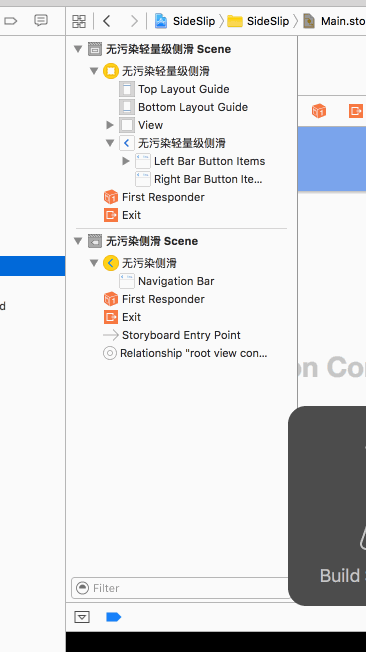 SideSlip SideSlip Main.sto
无污染轻量级侧滑 Scene
无污染轻量级侧滑
Top Layout Guide
Bottom Layout Guide
View
无污染轻量级侧滑
Left Bar Button Items
Right Bar Button Ite...
First Responder
Exit
无污染侧滑 Scene
无污染侧滑
Navigation Bar
First Responder
Exit
Storyboard Entry Point
Relationship "root view con...
d
on Con
Build
Filter